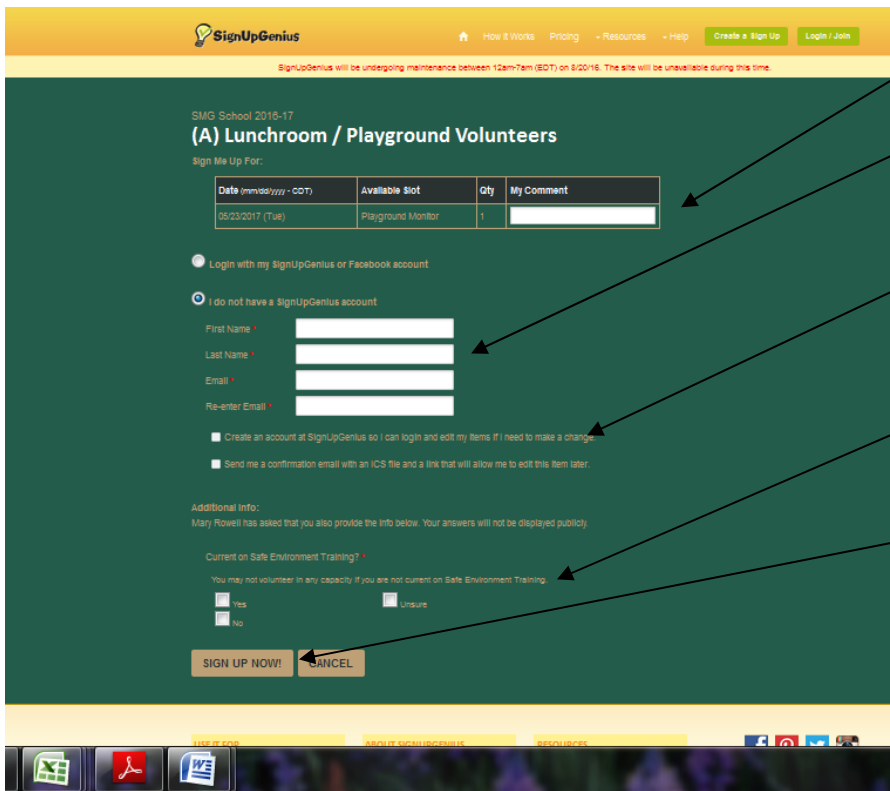 SignUpGenius
How it Works Pricing Resources Help Create a Sign Up Login / Join
SignUpGenius will be undergoing maintenance between 12am-7am (EDT) on 8/20/16. The site will be unavailable during this time.
SMG School 2016-17
(A) Lunchroom / Playground Volunteers
Sign Me Up For:
Date (mm/dd/yyyy - CDT) Available Slot Qty My Comment
05/23/2017 (Tue) Playground Monitor 1
Login with my SignUpGenius or Facebook account
I do not have a SignUpGenius account
First Name *
Last Name *
Email *
Re-enter Email *
Create an account at SignUpGenius so I can login and edit my items if I need to make a change.
Send me a confirmation email with an ICS file and a link that will allow me to edit this item later.
Additional Info:
Mary Rowell has asked that you also provide the info below. Your answers will not be displayed publicly.
Current on Safe Environment Training? *
You may not volunteer in any capacity if you are not current on Safe Environment Training.
Yes Unsure
No
SIGN UP NOW! CANCEL
USE IT FOR ABOUT SIGNUPGENIUS RESOURCES